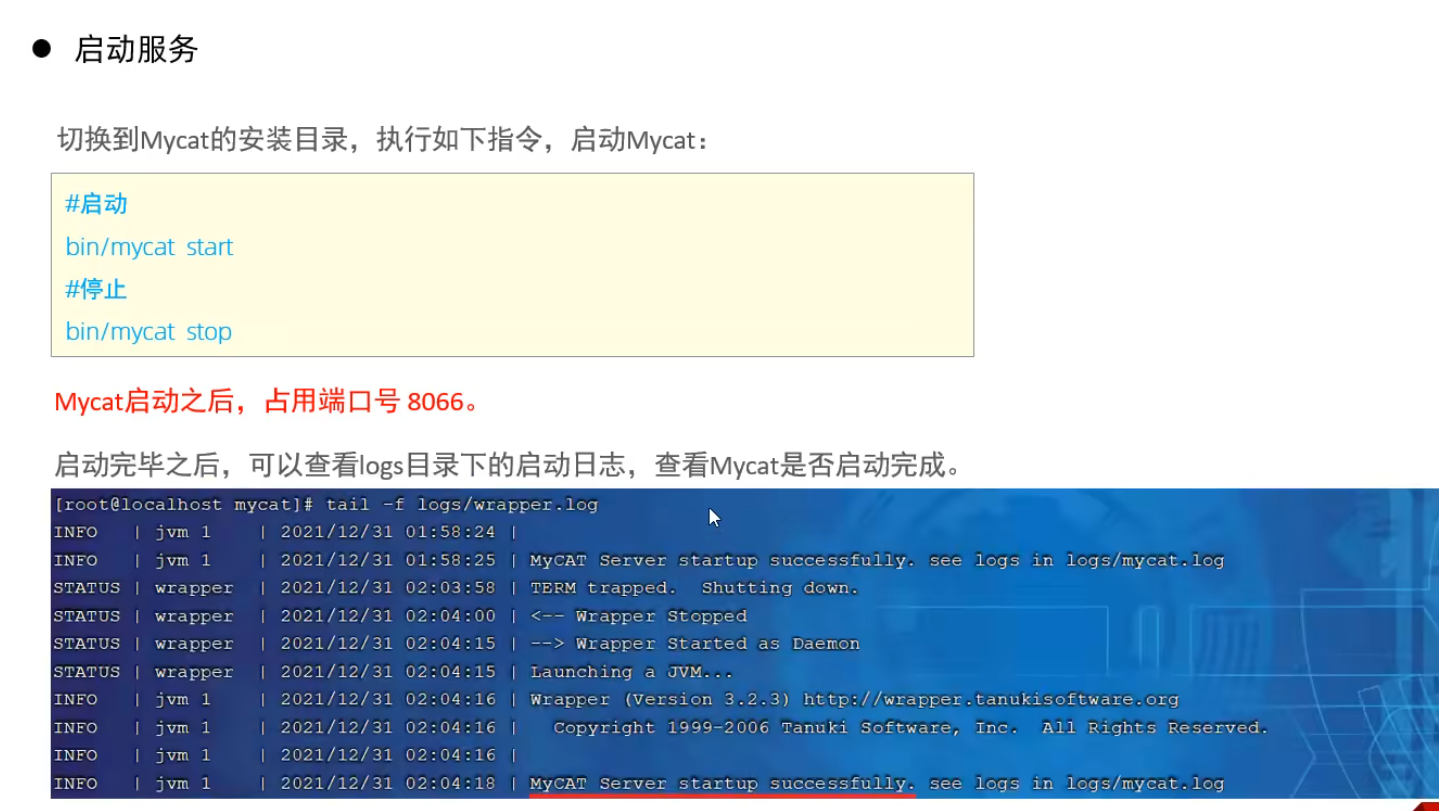 ● 启动服务
切换到Mycat的安装目录，执行如下指令，启动Mycat：
#启动
bin/mycat start
#停止
bin/mycat stop
Mycat启动之后，占用端口号 8066。
启动完毕之后，可以查看logs目录下的启动日志，查看Mycat是否启动完成。
[root@localhost mycat]# tail -f logs/wrapper.log
INFO | jvm 1 | 2021/12/31 01:58:24 |
INFO | jvm 1 | 2021/12/31 01:58:25 | MyCAT Server startup successfully. see logs in logs/mycat.log
STATUS | wrapper | 2021/12/31 02:03:58 | TERM trapped. Shutting down.
STATUS | wrapper | 2021/12/31 02:04:00 | <-- Wrapper Stopped
STATUS | wrapper | 2021/12/31 02:04:15 | --> Wrapper Started as Daemon
STATUS | wrapper | 2021/12/31 02:04:15 | Launching a JVM...
INFO | jvm 1 | 2021/12/31 02:04:16 | Wrapper (Version 3.2.3) http://wrapper.tanukisoftware.org
INFO | jvm 1 | 2021/12/31 02:04:16 | Copyright 1999-2006 Tanuki Software, Inc. All Rights Reserved.
INFO | jvm 1 | 2021/12/31 02:04:16 |
INFO | jvm 1 | 2021/12/31 02:04:18 | MyCAT Server startup successfully. see logs in logs/mycat.log